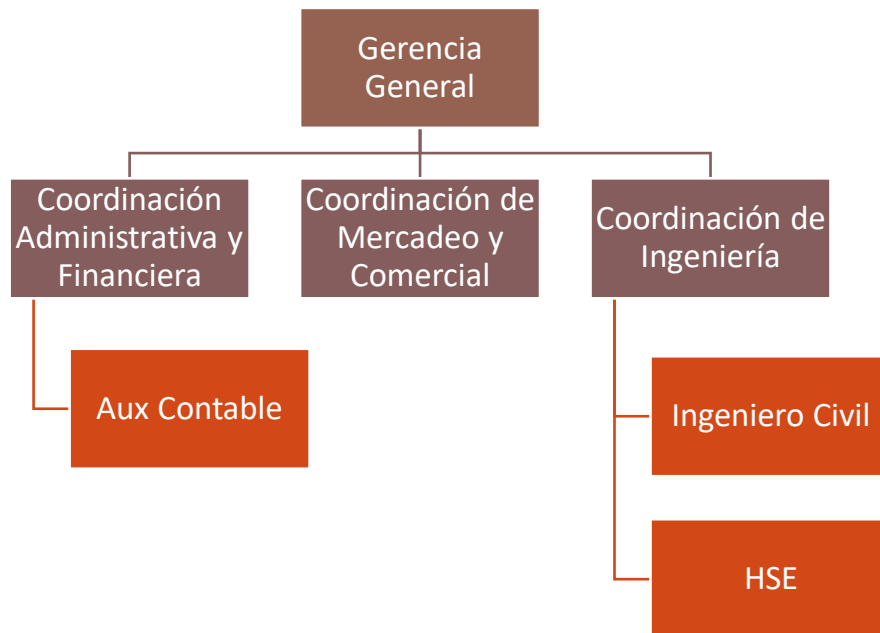 Gerencia
General
Coordinación
Administrativa y
Financiera
Coordinación de
Mercadeo y
Comercial
Coordinación de
Ingeniería
Aux Contable
Ingeniero Civil
HSE